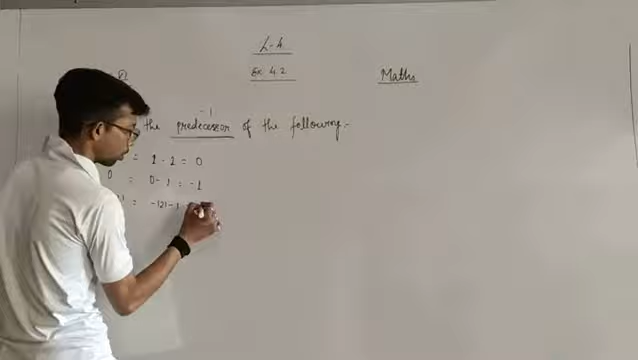 L-4
Ex 4.2
Maths
Q
-1
the predecessor of the following:-
= 1 - 1 = 0
0 = 0 - 1 = -1
= -121 - 1